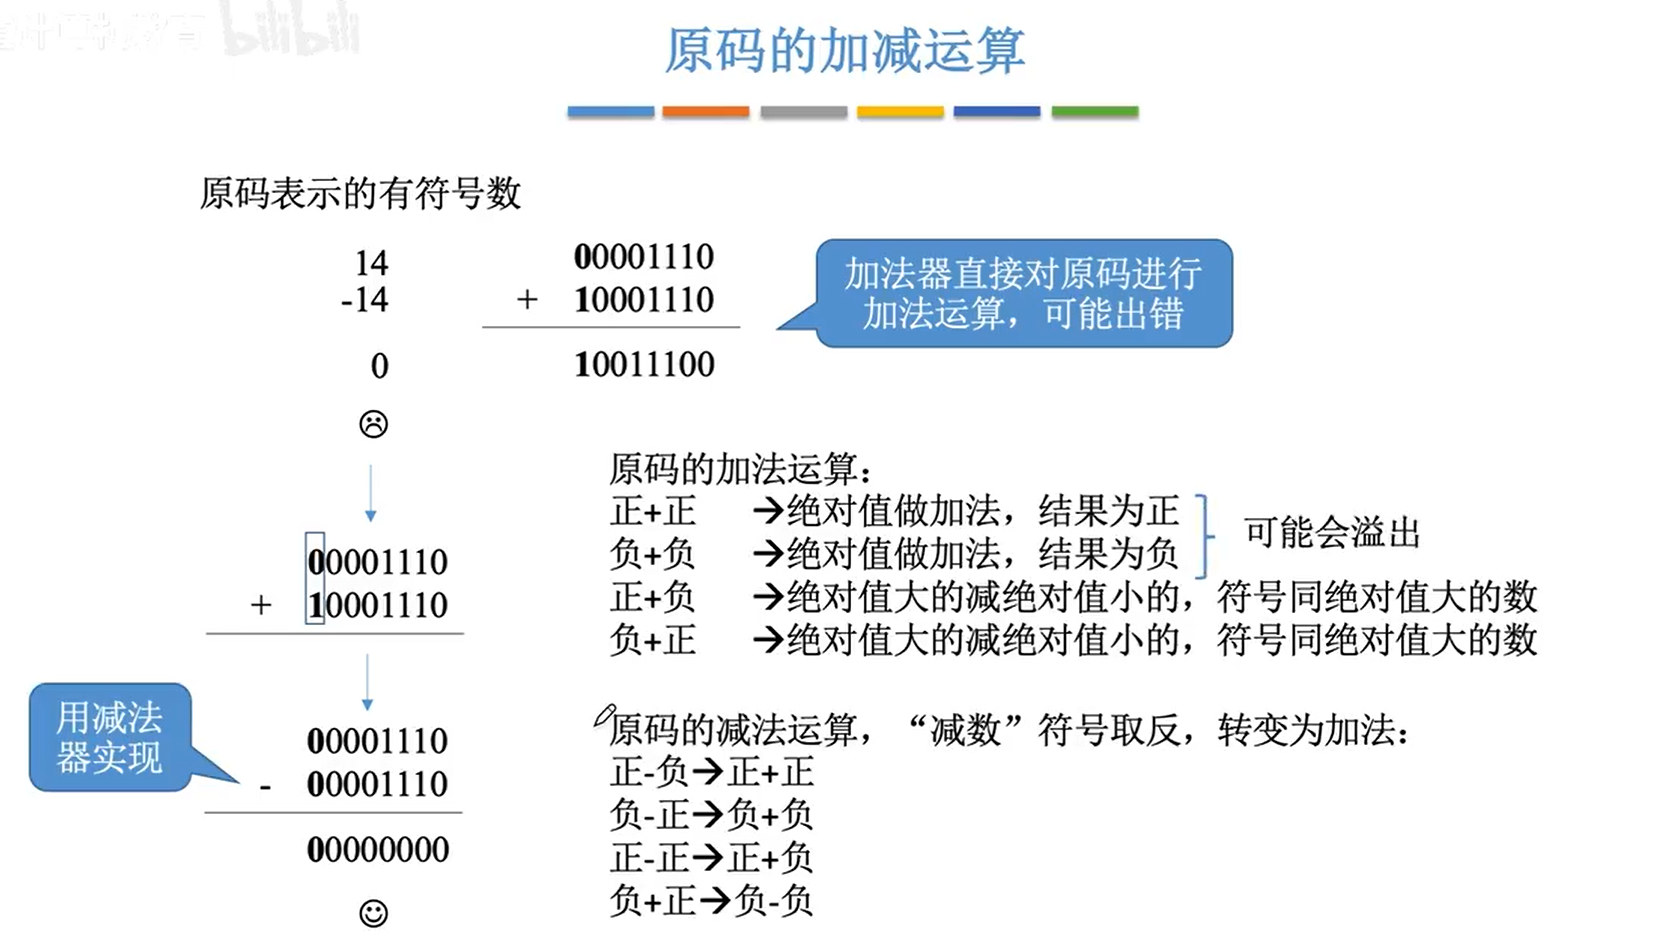 bilibili
原码的加减运算
原码表示的有符号数
14
-14
0
00001110
+ 10001110
10011100
加法器直接对原码进行
加法运算，可能出错
00001110
+ 10001110
用减法
器实现
00001110
- 00001110
00000000
原码的加法运算：
正+正 →绝对值做加法，结果为正
负+负 →绝对值做加法，结果为负
可能会溢出
正+负 →绝对值大的减绝对值小的，符号同绝对值大的数
负+正 →绝对值大的减绝对值小的，符号同绝对值大的数
原码的减法运算，“减数”符号取反，转变为加法：
正-负→正+正
负-正→负+负
正-正→正+负
负+正→负-负